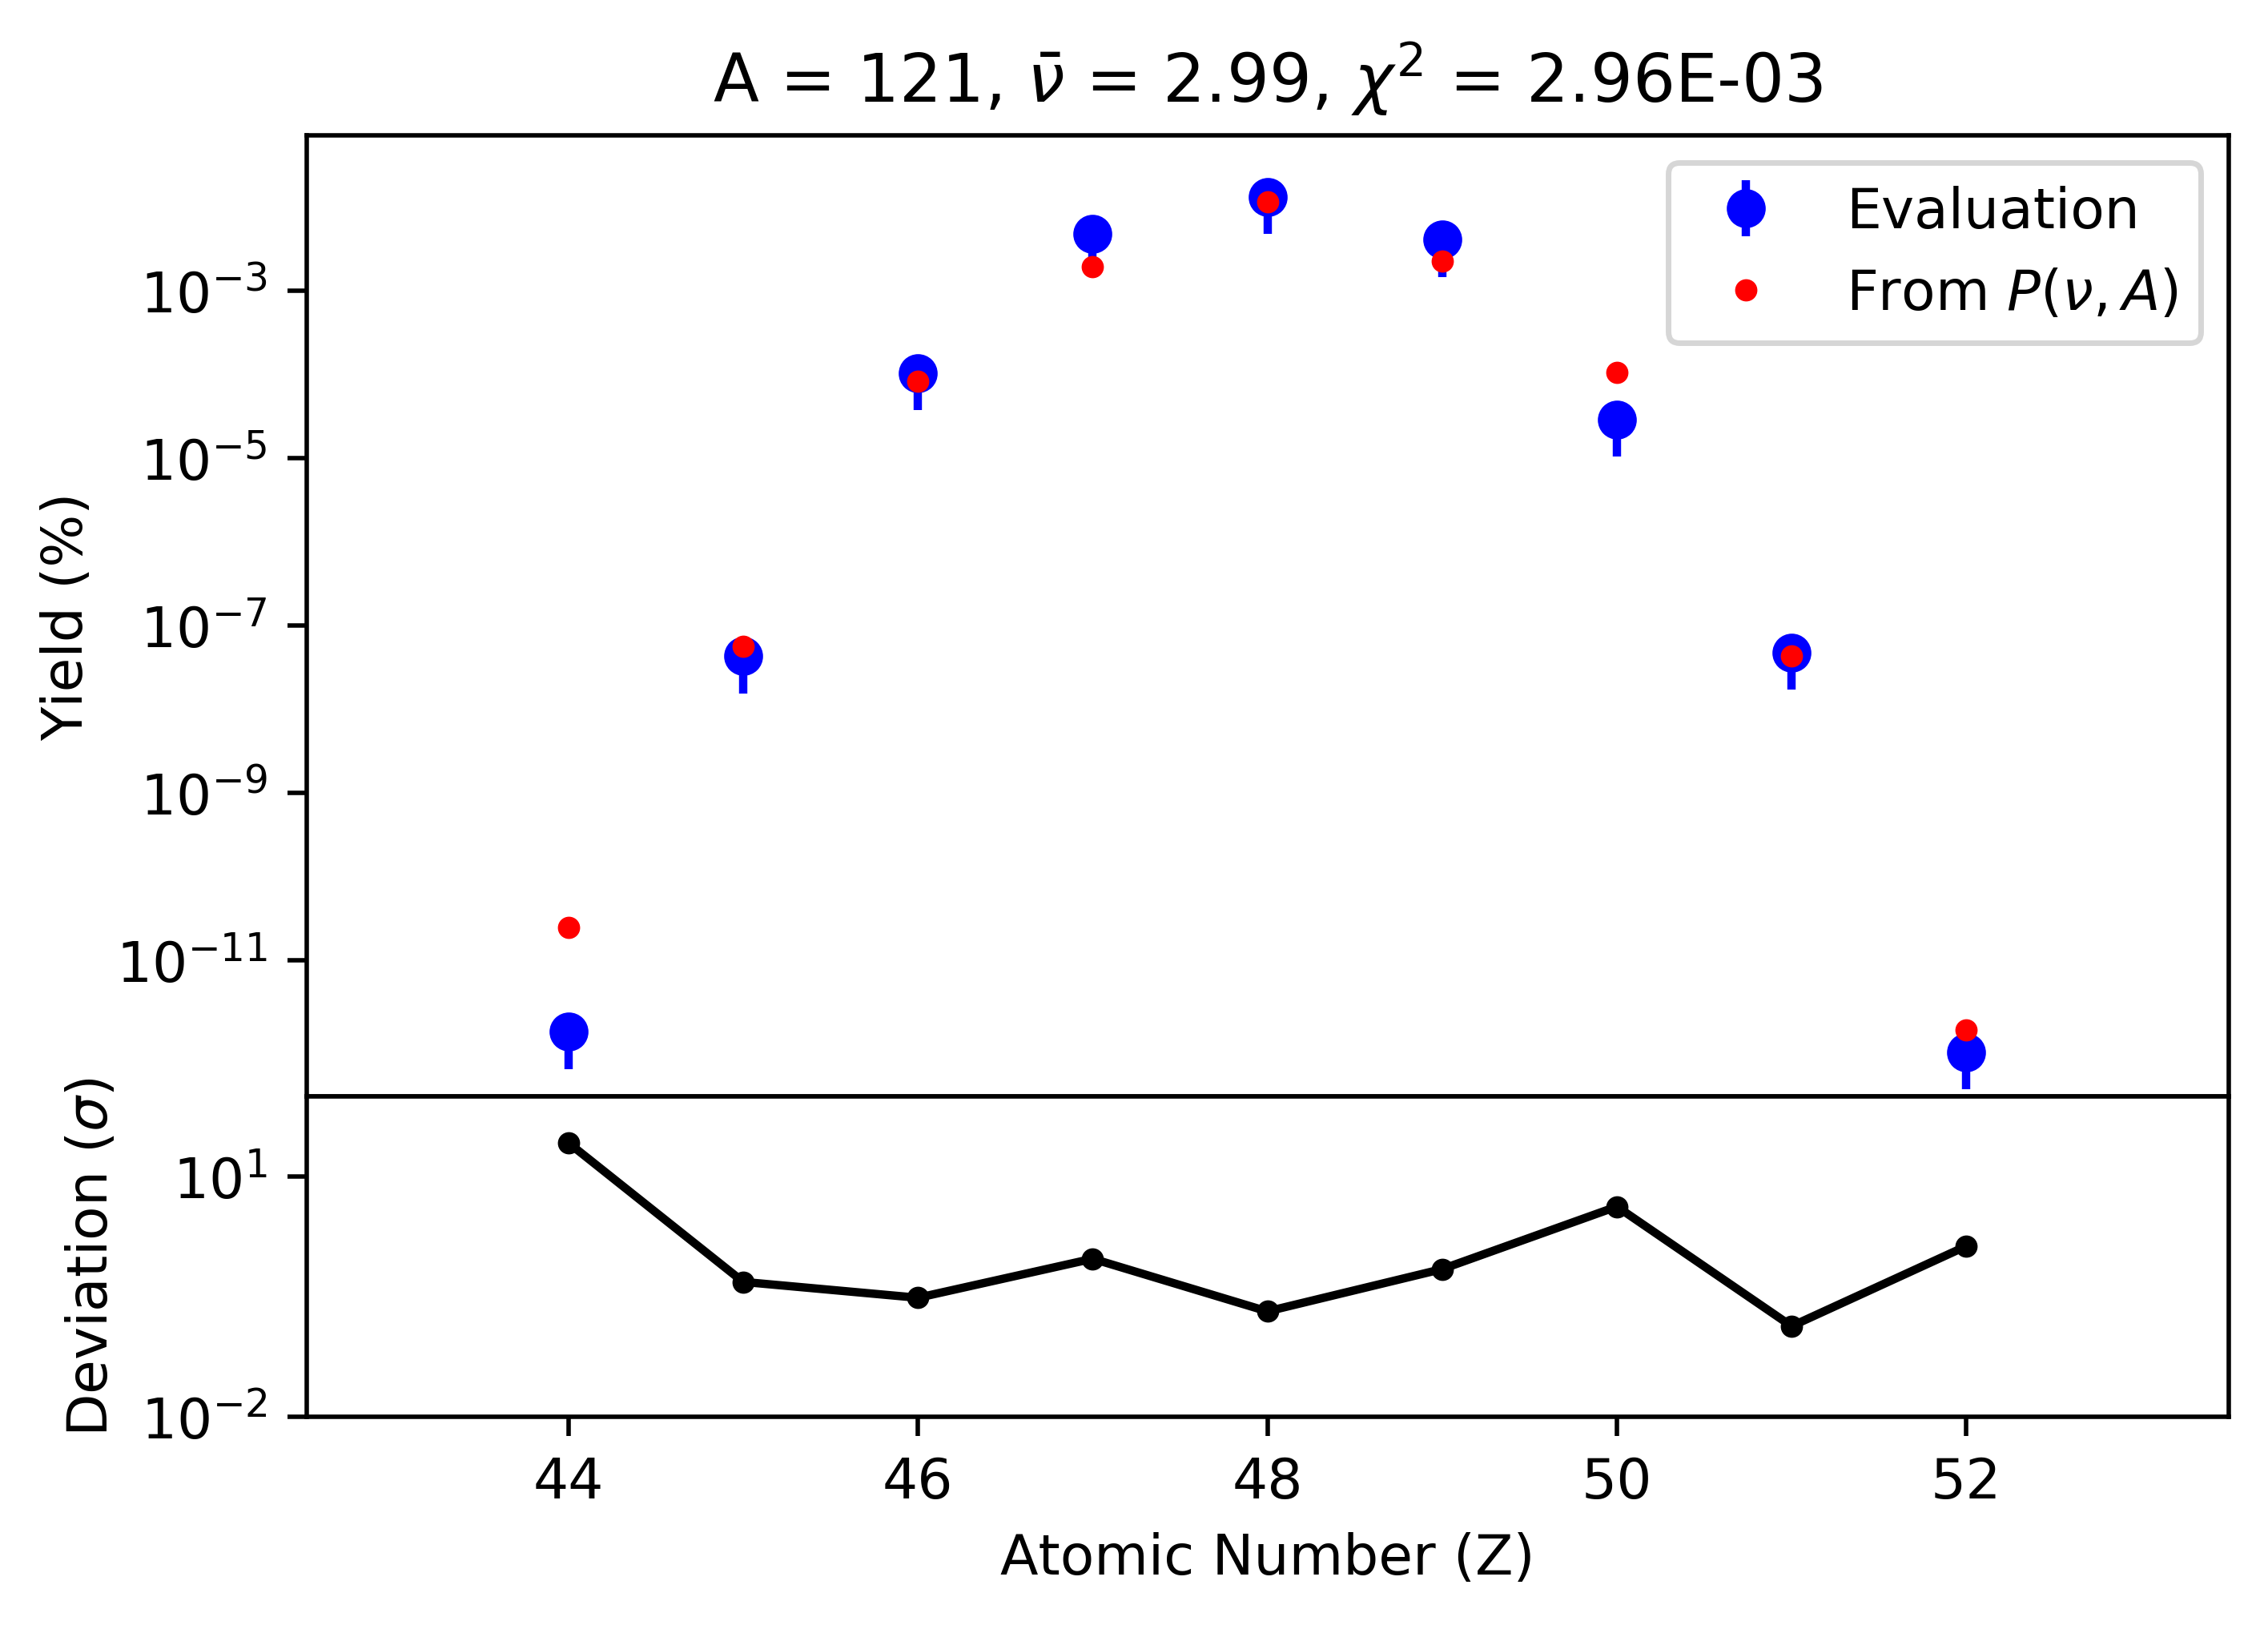 A = 121, ν̄ = 2.99, χ² = 2.96E-03
Evaluation
From P(ν, A)
Yield (%)
10⁻³
10⁻⁵
10⁻⁷
10⁻⁹
10⁻¹¹
Deviation (σ)
10¹
10⁻²
44 46 48 50 52
Atomic Number (Z)